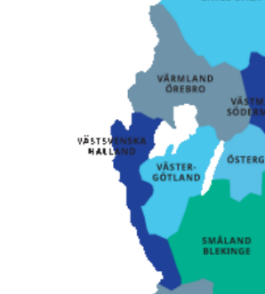 VÄRMLAND
ÖREBRO
VÄSTSVENSKA
HALLAND
VÄSTER-
GÖTLAND
SMÅLAND
BLEKINGE